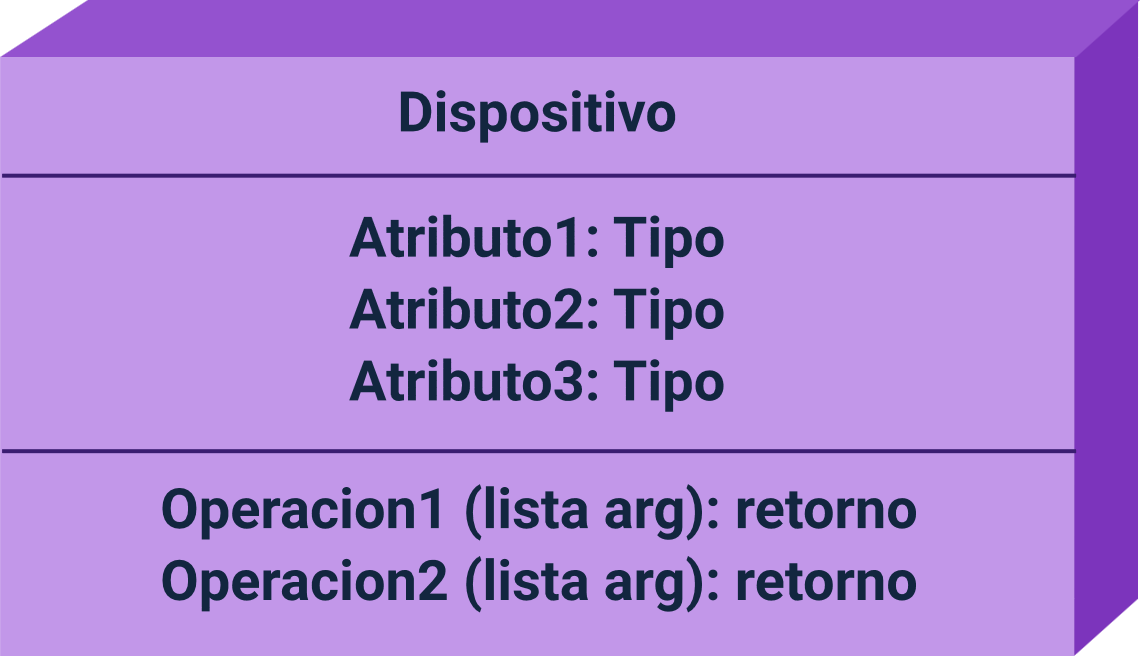 Dispositivo
Atributo1: Tipo
Atributo2: Tipo
Atributo3: Tipo
Operacion1 (lista arg): retorno
Operacion2 (lista arg): retorno